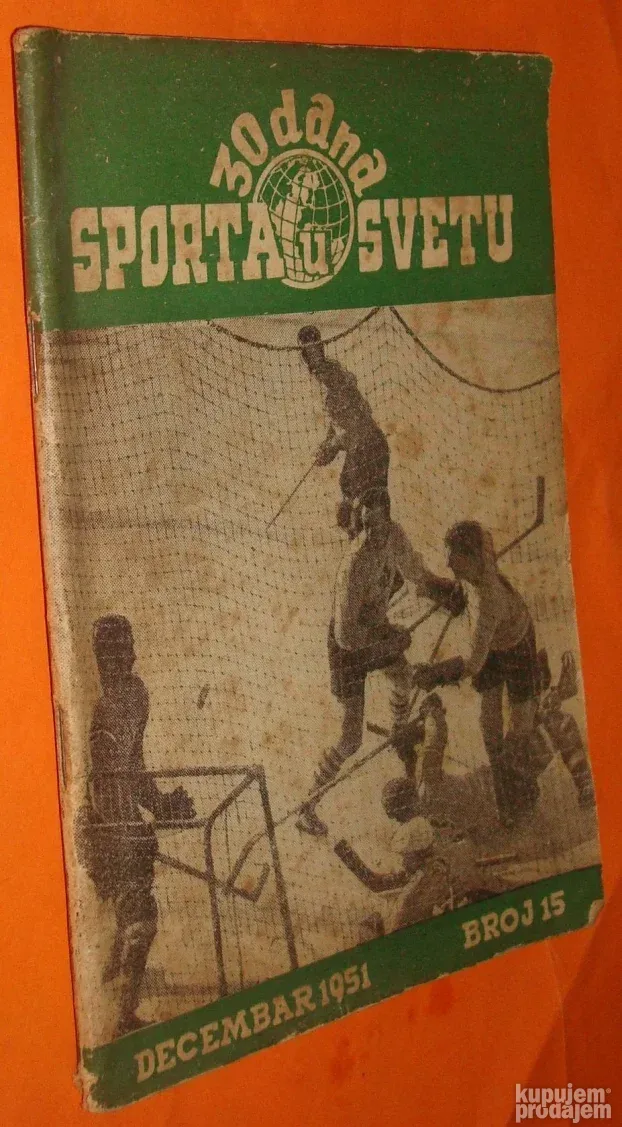 30 dana
SPORTA u SVETU
DECEMBAR 1951
BROJ 15
kupujem
prodajem